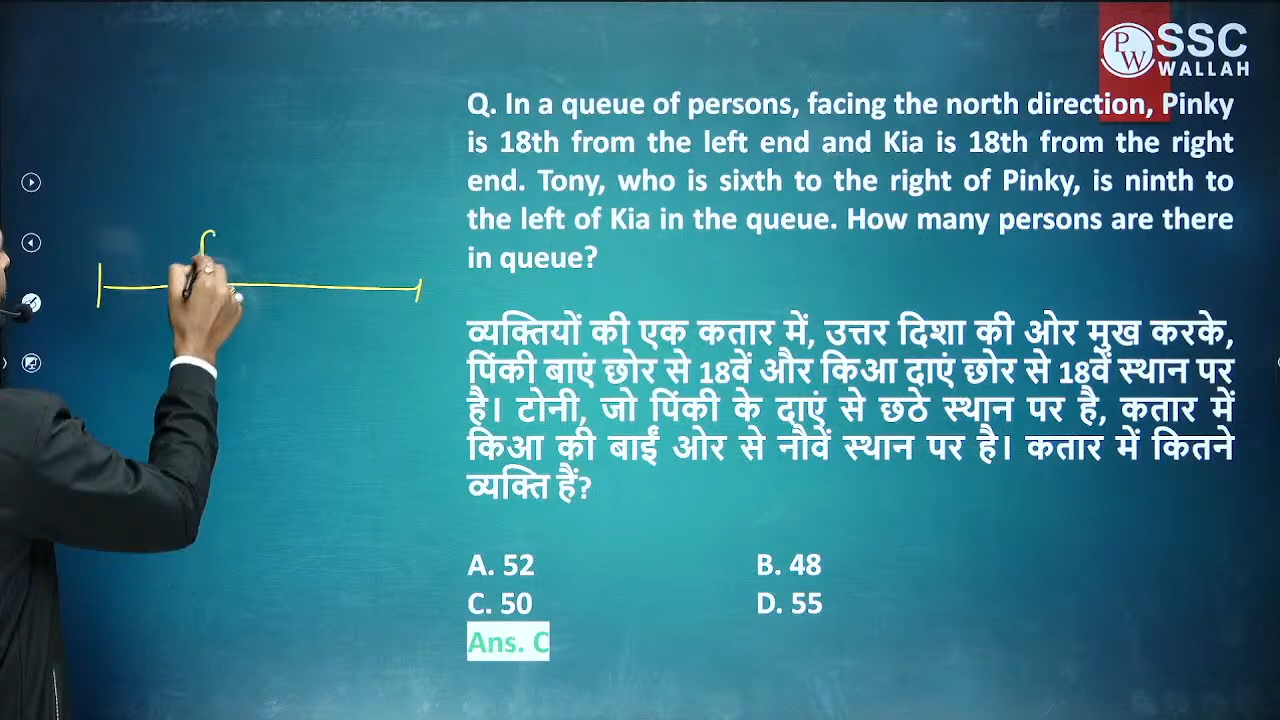 PW SSC
WALLAH
Q. In a queue of persons, facing the north direction, Pinky
is 18th from the left end and Kia is 18th from the right
end. Tony, who is sixth to the right of Pinky, is ninth to
the left of Kia in the queue. How many persons are there
in queue?
व्यक्तियों की एक कतार में, उत्तर दिशा की ओर मुख करके,
पिंकी बाएं छोर से 18वें और किआ दाएं छोर से 18वें स्थान पर
है। टोनी, जो पिंकी के दाएं से छठे स्थान पर है, कतार में
किआ की बाईं ओर से नौवें स्थान पर है। कतार में कितने
व्यक्ति हैं?
A. 52 B. 48
C. 50 D. 55
Ans. C